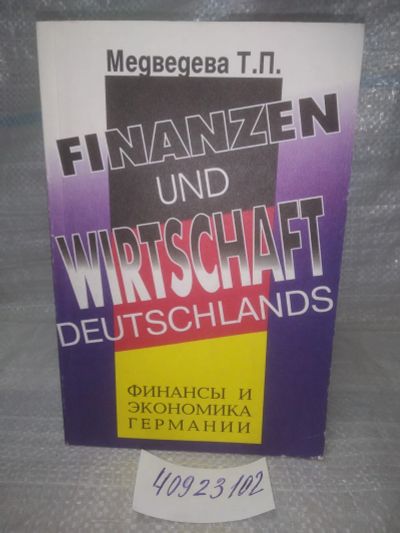 Медведева Т.П.
FINANZEN
UND
WIRTSCHAFT
DEUTSCHLANDS
ФИНАНСЫ И
ЭКОНОМИКА
ГЕРМАНИИ
40923102